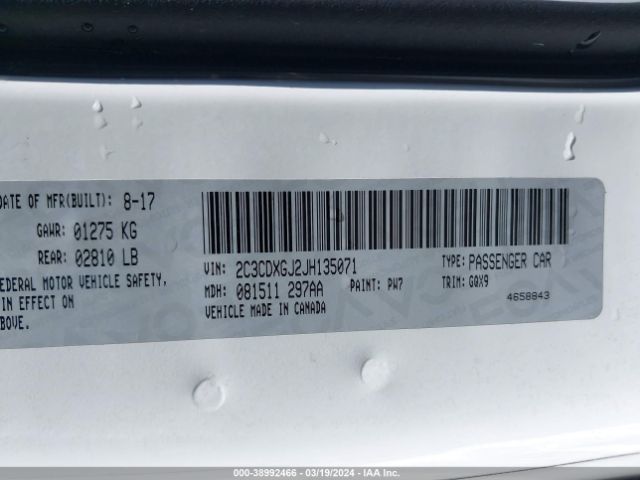 DATE OF MFR(BUILT): 8-17
GAWR: 01275 KG
REAR: 02810 LB
FEDERAL MOTOR VEHICLE SAFETY,
IN EFFECT ON
ABOVE.
VIN: 2C3CDXGJ2JH135071
TYPE: PASSENGER CAR
MDH: 081511 297AA
PAINT: PW7
TRIM: GQX9
VEHICLE MADE IN CANADA
4658843
000-38992466 - 03/19/2024 - IAA Inc.